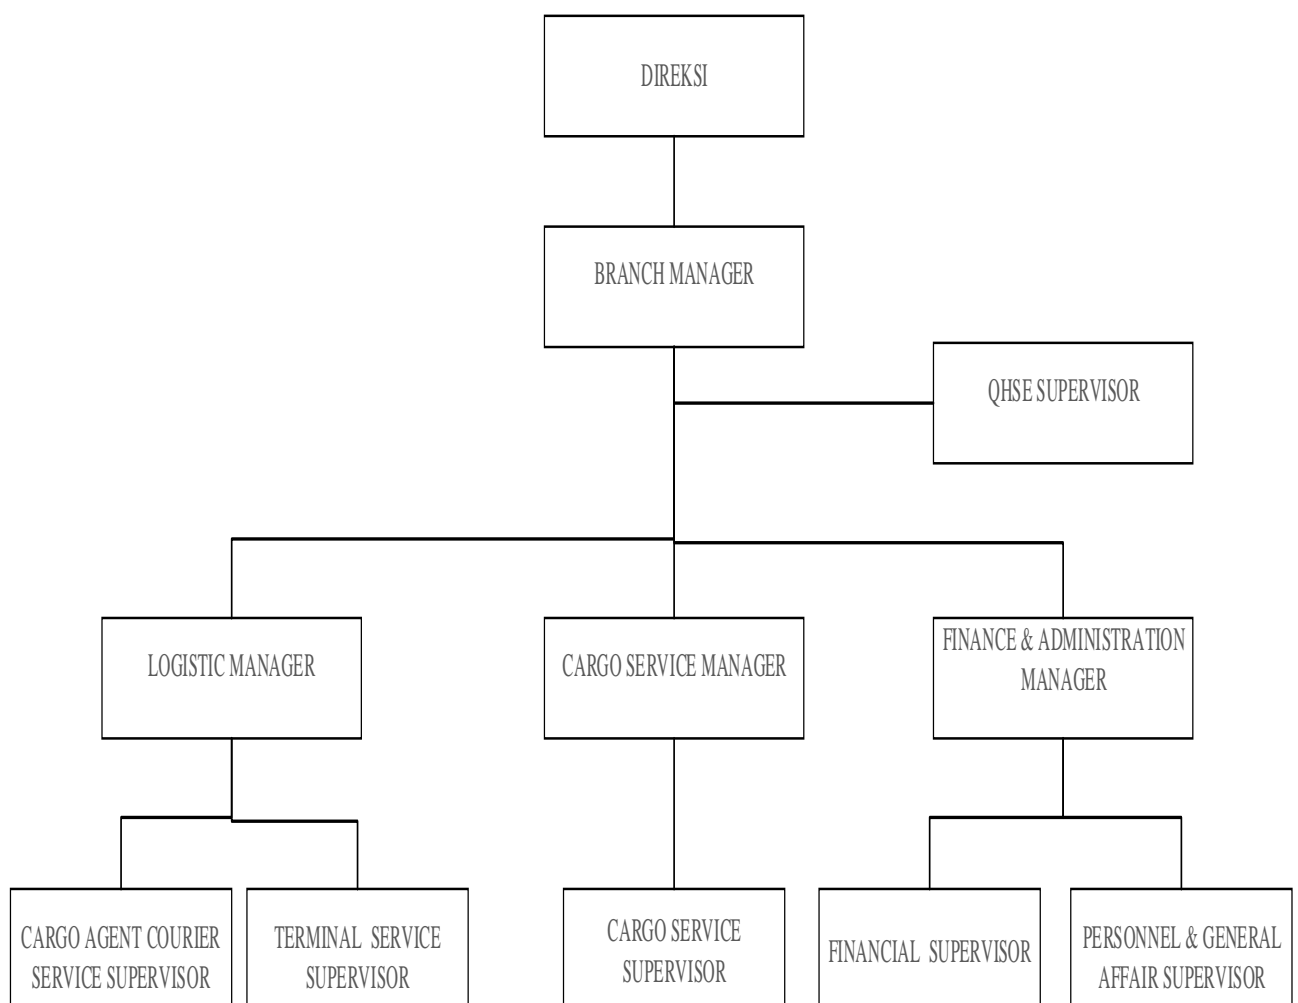 DIREKSI
BRANCH MANAGER
QHSE SUPERVISOR
LOGISTIC MANAGER
CARGO SERVICE MANAGER
FINANCE & ADMINISTRATION
MANAGER
CARGO AGENT COURIER
SERVICE SUPERVISOR
TERMINAL SERVICE
SUPERVISOR
CARGO SERVICE
SUPERVISOR
FINANCIAL SUPERVISOR
PERSONNEL & GENERAL
AFFAIR SUPERVISOR